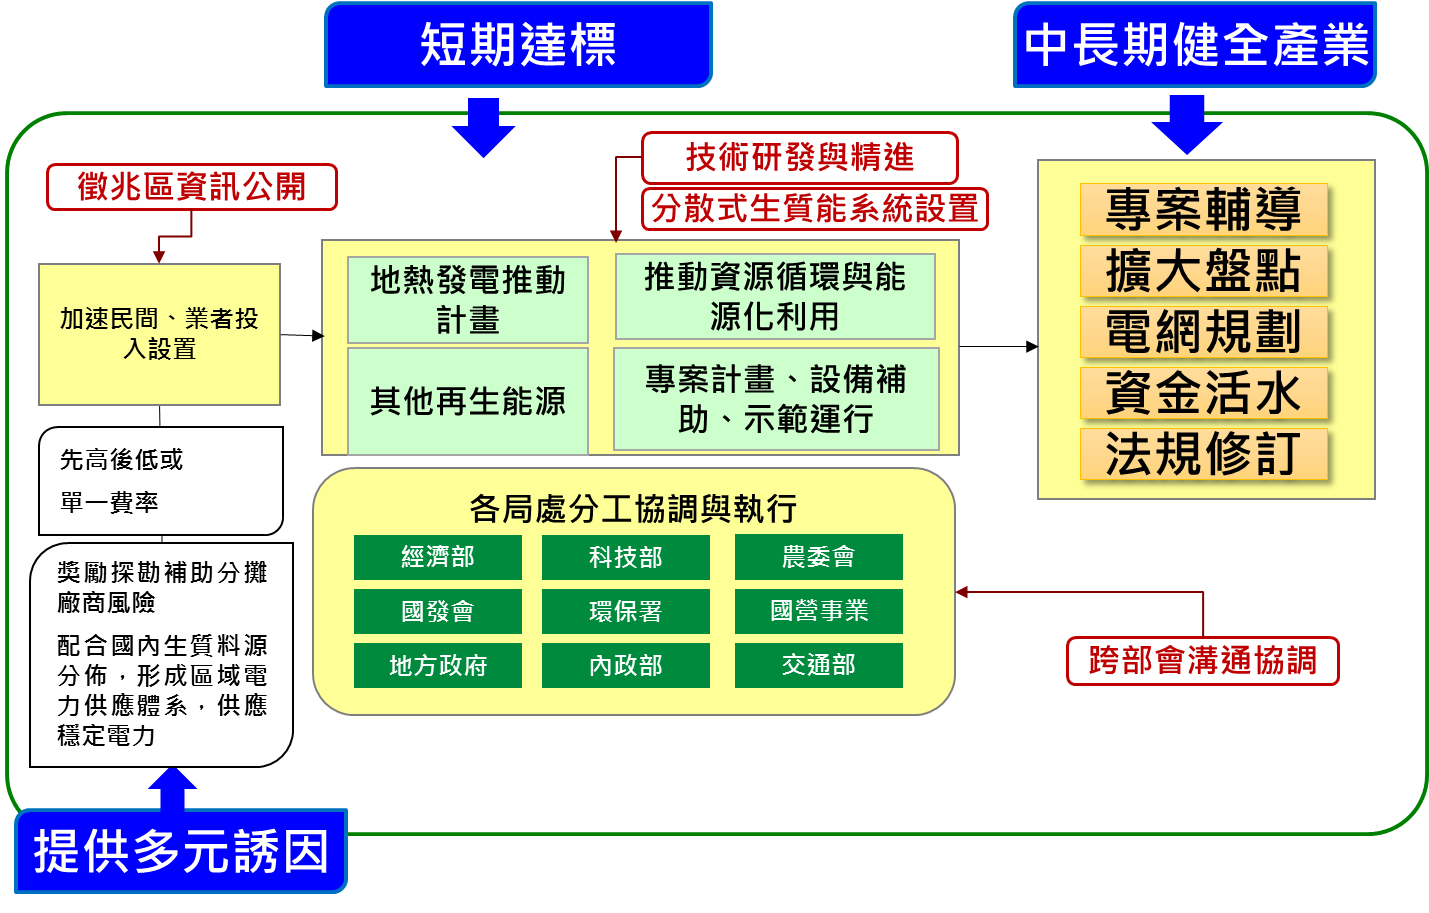 短期達標
中長期健全產業
徵兆區資訊公開
技術研發與精進
分散式生質能系統設置
加速民間、業者投
入設置
地熱發電推動
計畫
推動資源循環與能
源化利用
其他再生能源
專案計畫、設備補
助、示範運行
專案輔導
擴大盤點
電網規劃
資金活水
法規修訂
先高後低或
單一費率
獎勵探勘補助分攤
廠商風險
配合國內生質料源
分佈，形成區域電
力供應體系，供應
穩定電力
各局處分工協調與執行
經濟部
科技部
農委會
國發會
環保署
國營事業
地方政府
內政部
交通部
跨部會溝通協調
提供多元誘因